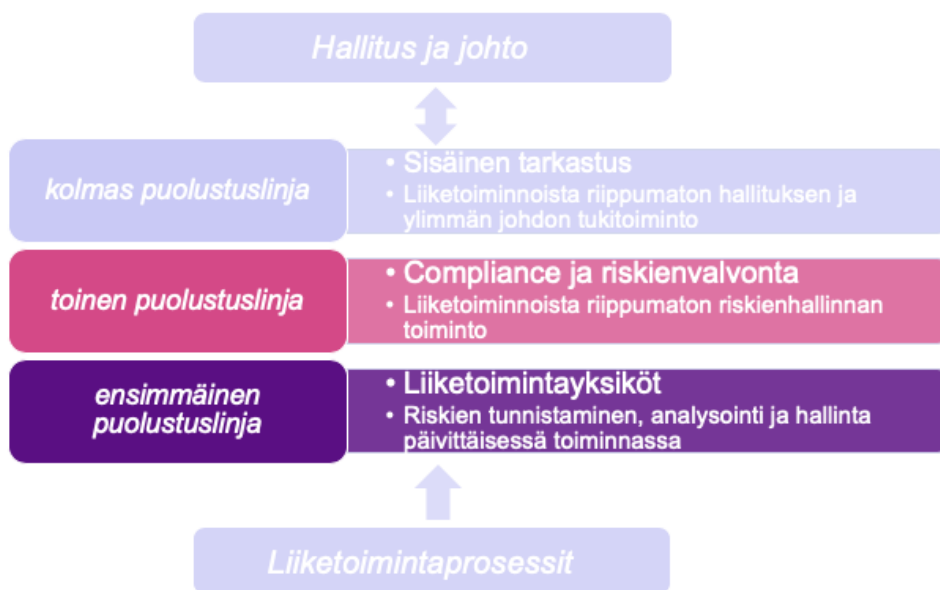 Hallitus ja johto
kolmas puolustuslinja
• Sisäinen tarkastus
• Liiketoiminnoista riippumaton hallituksen ja
ylimmän johdon tukitoiminto
toinen puolustuslinja
• Compliance ja riskienvalvonta
• Liiketoiminnoista riippumaton riskienhallinnan
toiminto
ensimmäinen
puolustuslinja
• Liiketoimintayksiköt
• Riskien tunnistaminen, analysointi ja hallinta
päivittäisessä toiminnassa
Liiketoimintaprosessit